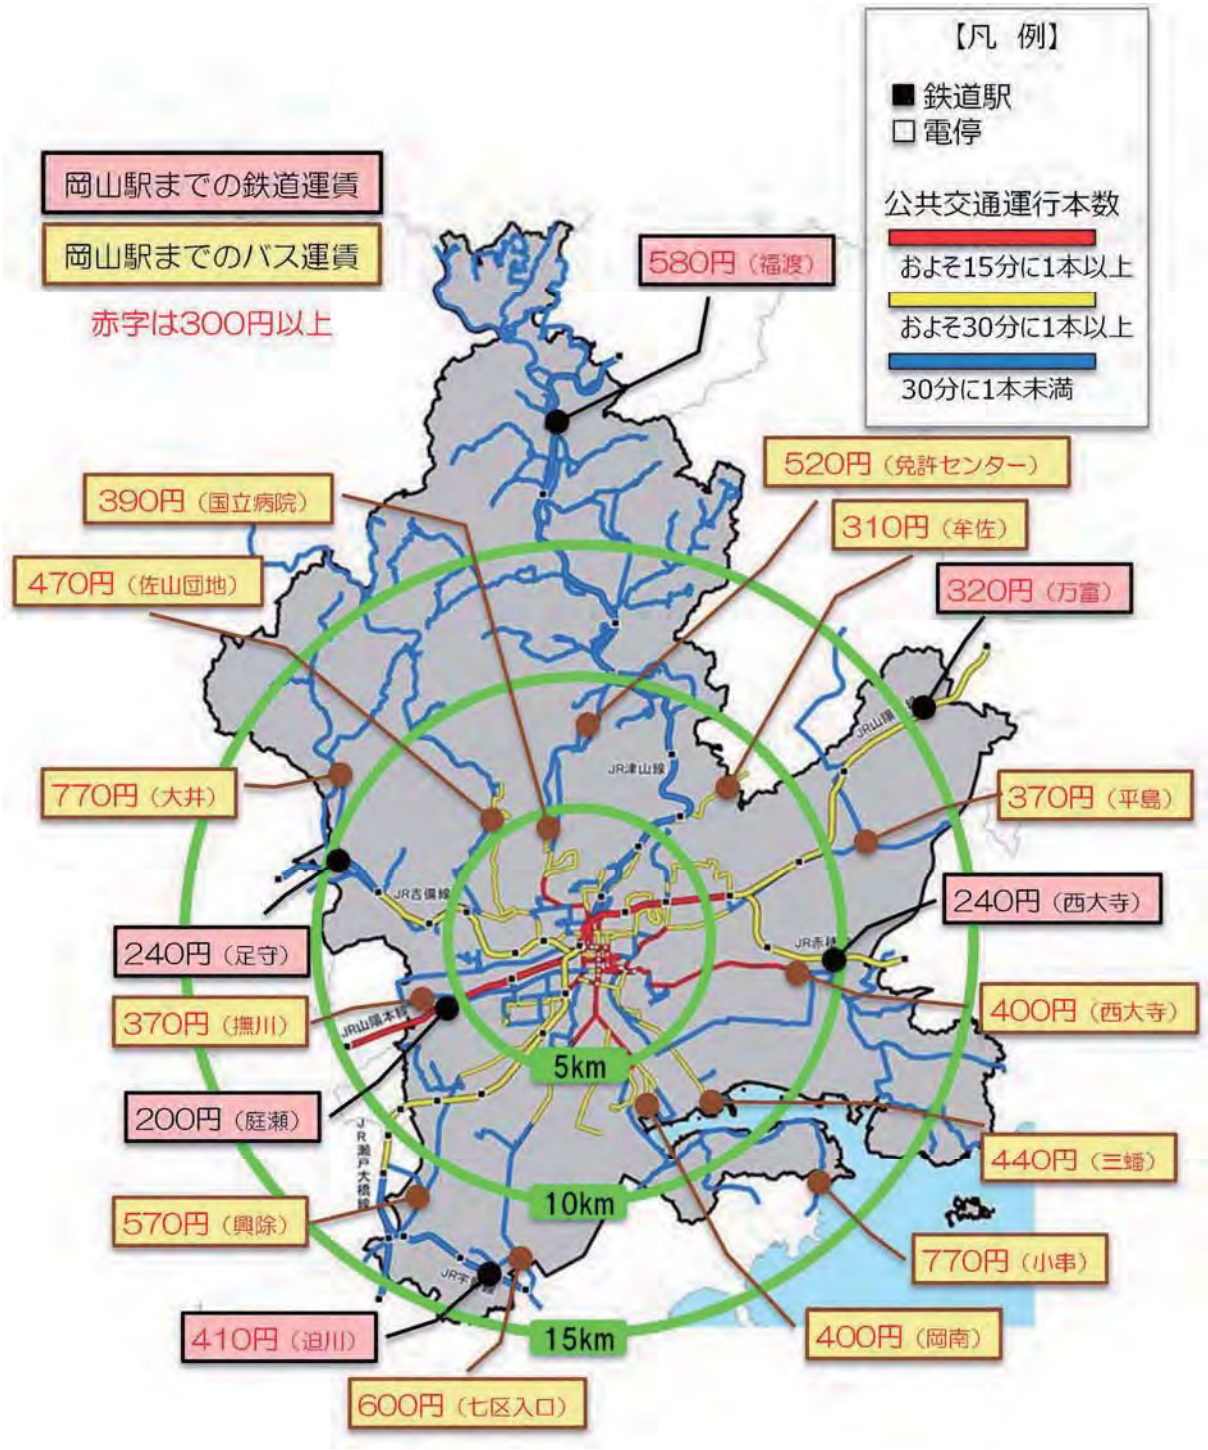 【凡 例】
鉄道駅
電停
公共交通運行本数
およそ15分に1本以上
およそ30分に1本以上
30分に1本未満
岡山駅までの鉄道運賃
岡山駅までのバス運賃
赤字は300円以上
580円（福渡）
520円（免許センター）
390円（国立病院）
310円（牟佐）
470円（佐山団地）
320円（万富）
JR山陽
JR津山線
770円（大井）
370円（平島）
JR吉備線
240円（西大寺）
240円（足守）
JR赤穂
370円（撫川）
JR山陽本線
400円（西大寺）
5km
200円（庭瀬）
JR瀬戸大橋線
440円（三蟠）
10km
570円（興除）
770円（小串）
JR宇野線
410円（迫川）
15km
400円（岡南）
600円（七区入口）